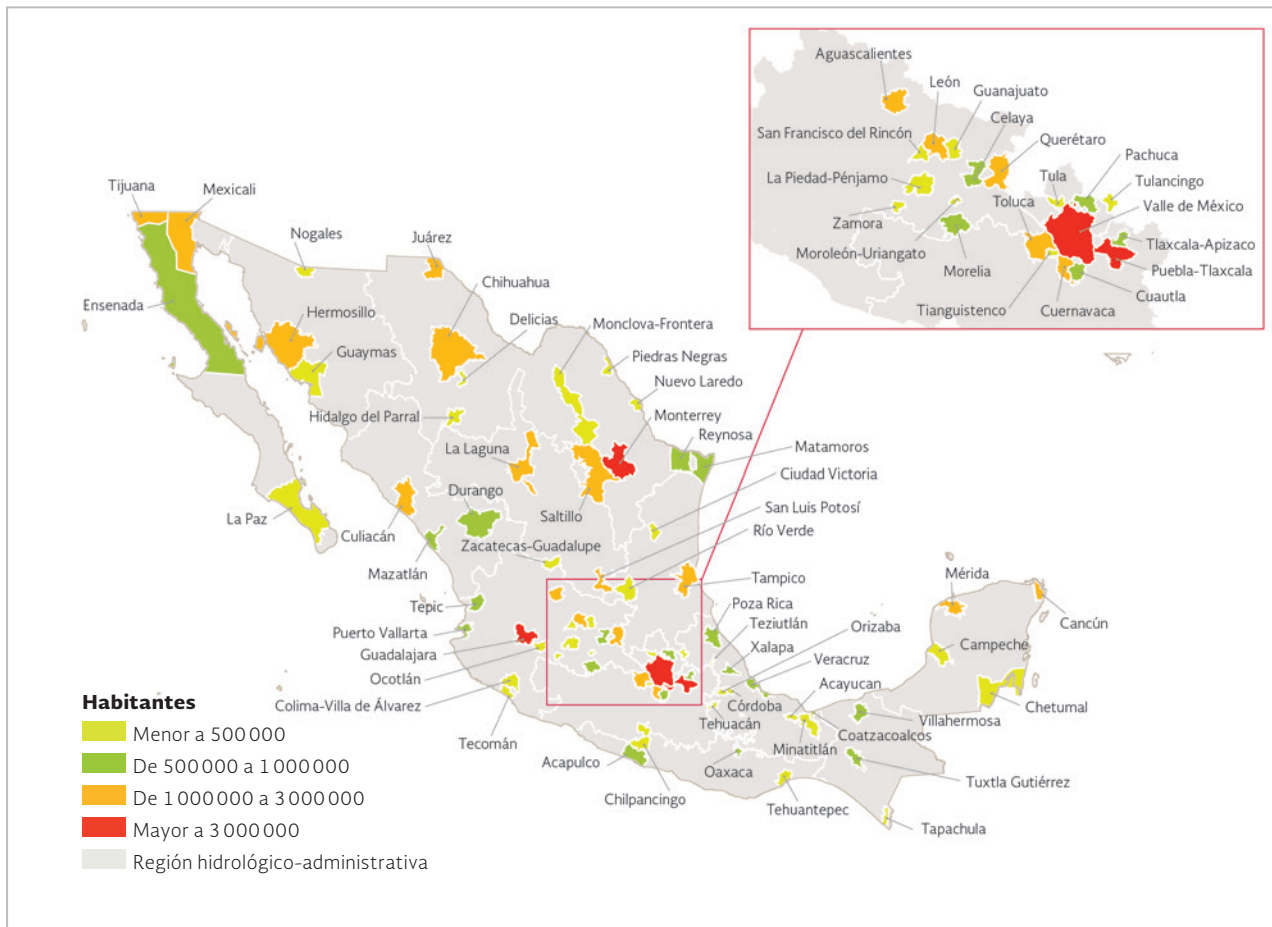 Aguascalientes
León
Guanajuato
Celaya
San Francisco del Rincón
Querétaro
Pachuca
La Piedad-Pénjamo
Tula
Tulancingo
Toluca
Valle de México
Zamora
Tlaxcala-Apizaco
Moroleón-Uriangato
Morelia
Puebla-Tlaxcala
Tianguistenco
Cuautla
Cuernavaca
Tijuana
Mexicali
Nogales
Juárez
Chihuahua
Ensenada
Hermosillo
Delicias
Monclova-Frontera
Guaymas
Piedras Negras
Nuevo Laredo
Hidalgo del Parral
Monterrey
Reynosa
La Laguna
Matamoros
Ciudad Victoria
Durango
San Luis Potosí
La Paz
Culiacán
Saltillo
Río Verde
Zacatecas-Guadalupe
Mazatlán
Tampico
Mérida
Tepic
Poza Rica
Cancún
Teziutlán
Orizaba
Puerto Vallarta
Xalapa
Campeche
Guadalajara
Veracruz
Ocotlán
Acayucan
Chetumal
Colima-Villa de Álvarez
Córdoba
Villahermosa
Tehuacán
Coatzacoalcos
Tecomán
Minatitlán
Acapulco
Oaxaca
Tuxtla Gutiérrez
Chilpancingo
Tehuantepec
Tapachula
Habitantes
Menor a 500 000
De 500 000 a 1 000 000
De 1 000 000 a 3 000 000
Mayor a 3 000 000
Región hidrológico-administrativa